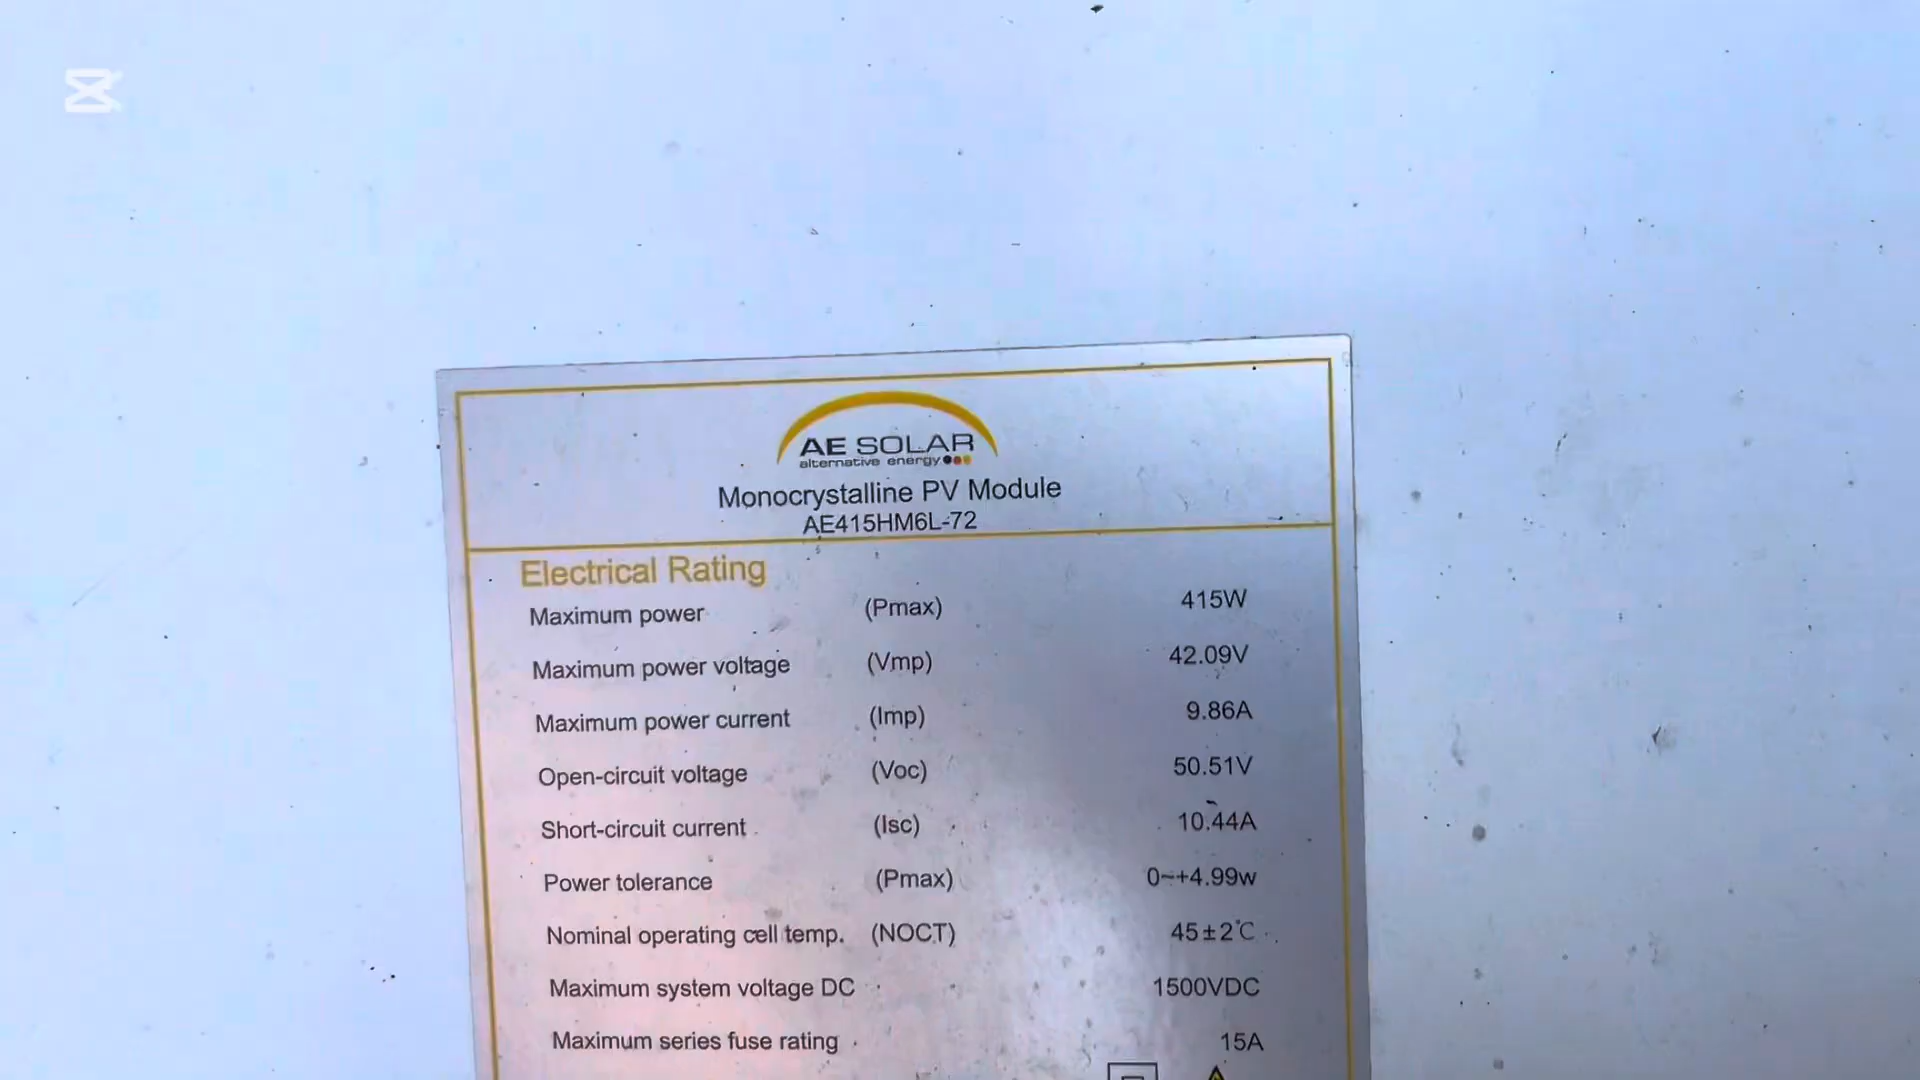 AE SOLAR
alternative energy
Monocrystalline PV Module
AE415HM6L-72
Electrical Rating
Maximum power (Pmax) 415W
Maximum power voltage (Vmp) 42.09V
Maximum power current (Imp) 9.86A
Open-circuit voltage (Voc) 50.51V
Short-circuit current (Isc) 10.44A
Power tolerance (Pmax) 0~+4.99w
Nominal operating cell temp. (NOCT) 45±2℃
Maximum system voltage DC 1500VDC
Maximum series fuse rating 15A